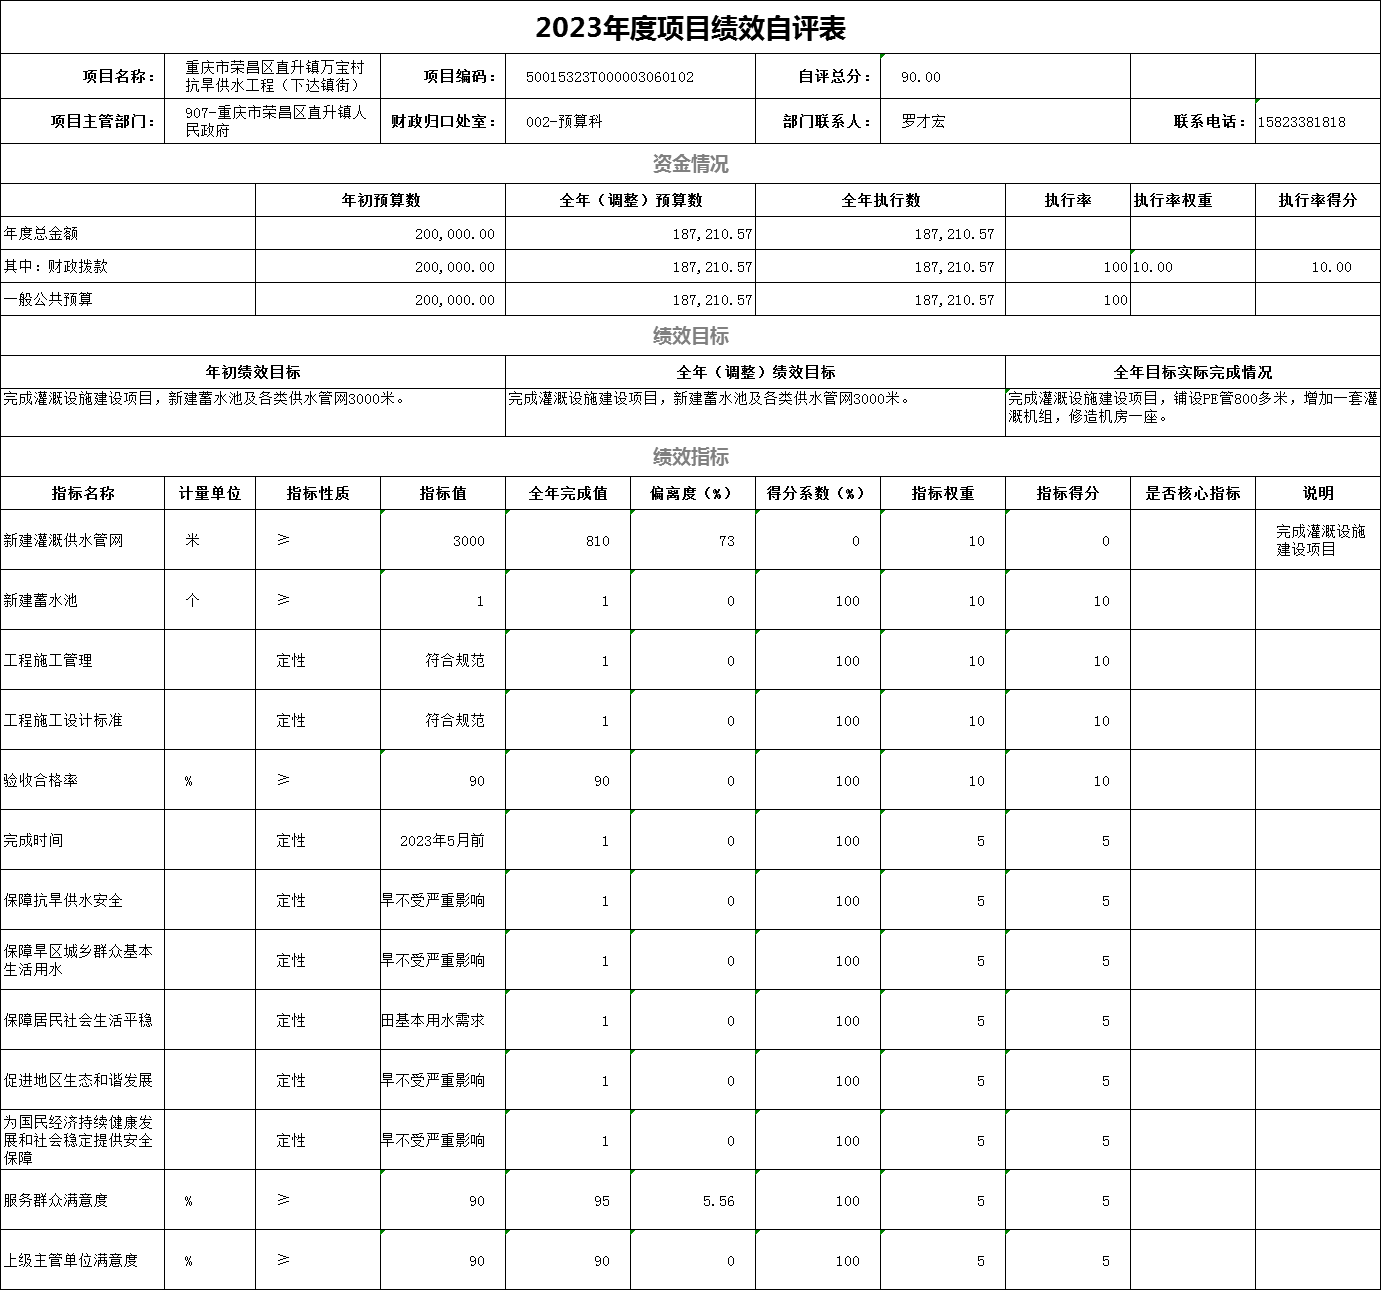 2023年度项目绩效自评表
项目名称： 重庆市荣昌区直升镇万宝村抗旱供水工程（下达镇街） 项目编码： 50015323T000003060102 自评总分： 90.00
项目主管部门： 907-重庆市荣昌区直升镇人民政府 财政归口处室： 002-预算科 部门联系人： 罗才宏 联系电话： 15823381818
资金情况
年初预算数 全年（调整）预算数 全年执行数 执行率 执行率权重 执行率得分
年度总金额 200,000.00 187,210.57 187,210.57
其中：财政拨款 200,000.00 187,210.57 187,210.57 100 10.00 10.00
一般公共预算 200,000.00 187,210.57 187,210.57 100
绩效目标
年初绩效目标 全年（调整）绩效目标 全年目标实际完成情况
完成灌溉设施建设项目，新建蓄水池及各类供水管网3000米。 完成灌溉设施建设项目，新建蓄水池及各类供水管网3000米。 完成灌溉设施建设项目，铺设PE管800多米，增加一套灌溉机组，修造机房一座。
绩效指标
指标名称 计量单位 指标性质 指标值 全年完成值 偏离度（%） 得分系数（%） 指标权重 指标得分 是否核心指标 说明
新建灌溉供水管网 米 ≥ 3000 810 73 0 10 0 完成灌溉设施建设项目
新建蓄水池 个 ≥ 1 1 0 100 10 10
工程施工管理 定性 符合规范 1 0 100 10 10
工程施工设计标准 定性 符合规范 1 0 100 10 10
验收合格率 % ≥ 90 90 0 100 10 10
完成时间 定性 2023年5月前 1 0 100 5 5
保障抗旱供水安全 定性 旱不受严重影响 1 0 100 5 5
保障旱区城乡群众基本生活用水 定性 旱不受严重影响 1 0 100 5 5
保障居民社会生活平稳 定性 田基本用水需求 1 0 100 5 5
促进地区生态和谐发展 定性 旱不受严重影响 1 0 100 5 5
为国民经济持续健康发展和社会稳定提供安全保障 定性 旱不受严重影响 1 0 100 5 5
服务群众满意度 % ≥ 90 95 5.56 100 5 5
上级主管单位满意度 % ≥ 90 90 0 100 5 5